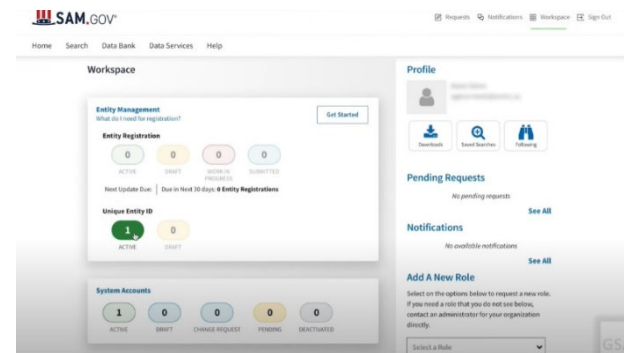 SAM.GOV
Requests Notifications Workspace Sign Out
Home Search Data Bank Data Services Help
Workspace
Entity Management
What do I need for registration?
Get Started
Entity Registration
0 0 0 0
ACTIVE DRAFT WORK IN PROGRESS SUBMITTED
Next Update Due: Due in Next 30 days: 0 Entity Registrations
Unique Entity ID
1 0
ACTIVE DRAFT
System Accounts
1 0 0 0 0
ACTIVE DRAFT CHANGE REQUEST PENDING DEACTIVATED
Profile
Downloads Saved Searches Following
Pending Requests
No pending requests
See All
Notifications
No available notifications
See All
Add A New Role
Select on the options below to request a new role.
If you need a role that you do not see below,
contact an administrator for your organization
directly.
Select a Role
GS